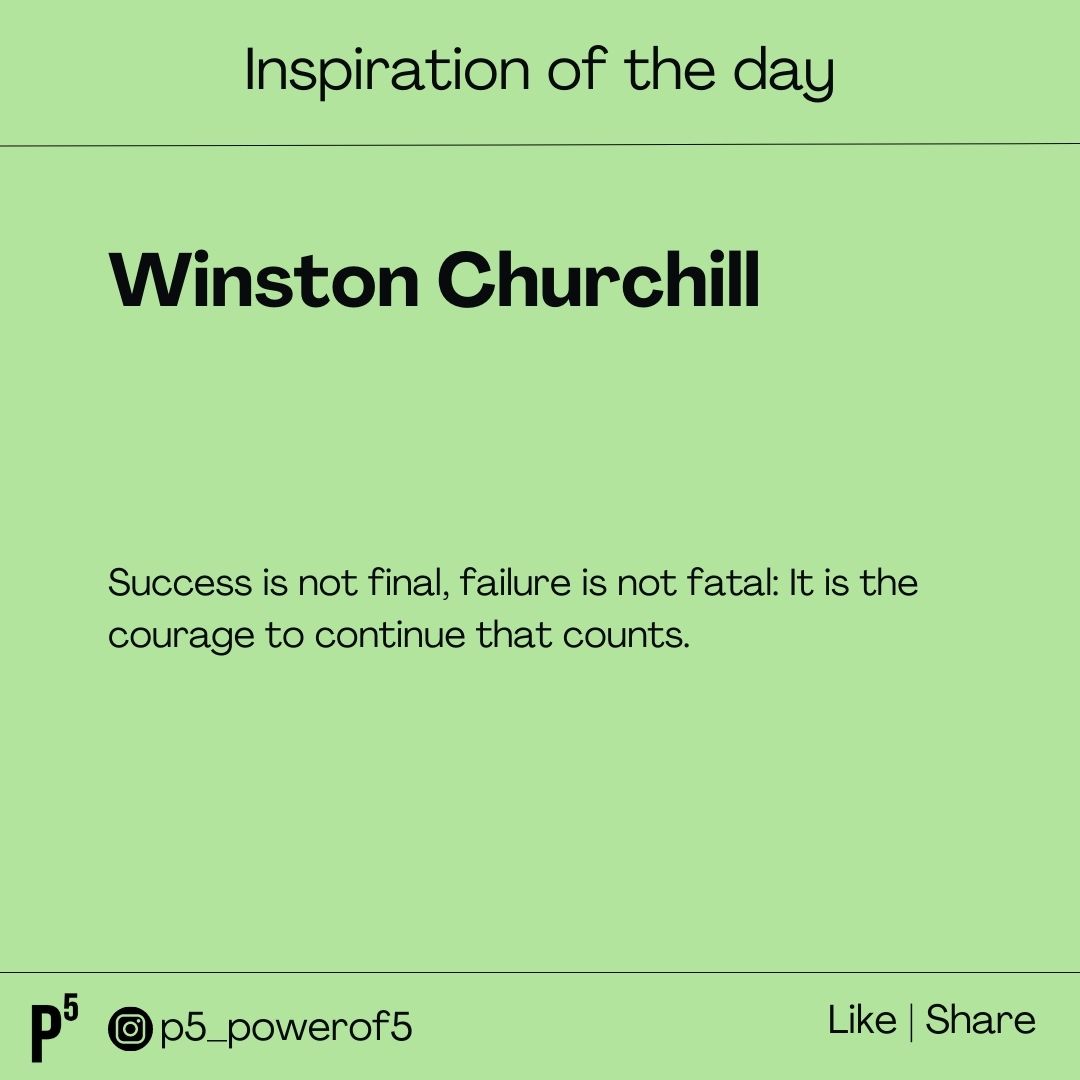 Inspiration of the day
Winston Churchill
Success is not final, failure is not fatal: It is the
courage to continue that counts.
P⁵ p5_powerof5 Like | Share